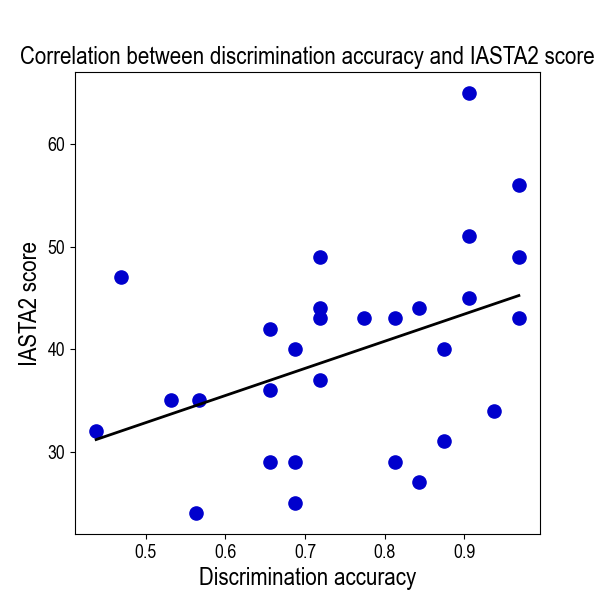 Correlation between discrimination accuracy and IASTA2 score
IASTA2 score
60
50
40
30
0.5 0.6 0.7 0.8 0.9
Discrimination accuracy